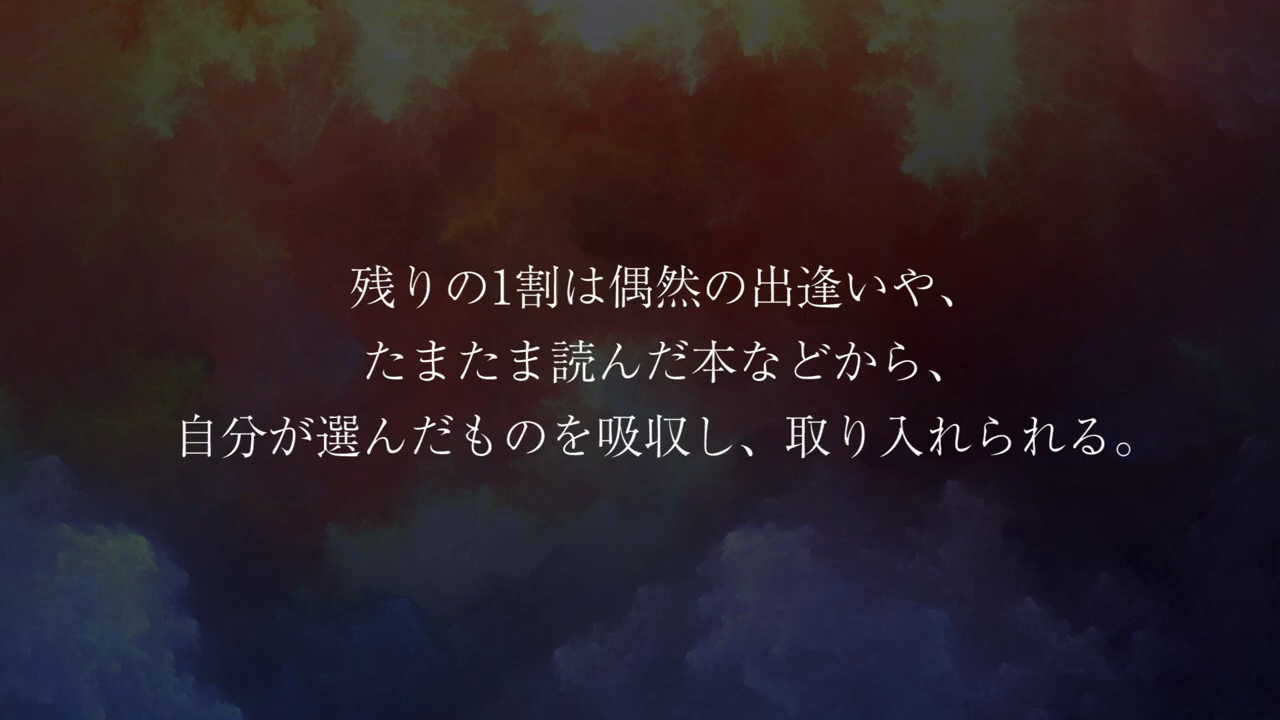 残りの1割は偶然の出逢いや、
たまたま読んだ本などから、
自分が選んだものを吸収し、取り入れられる。